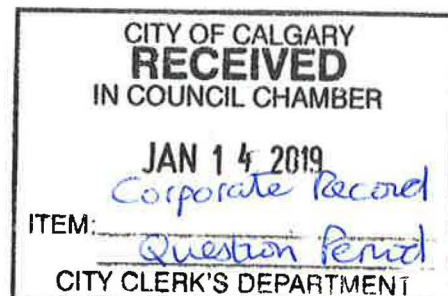 CITY OF CALGARY
RECEIVED
IN COUNCIL CHAMBER
JAN 14 2019
Corporate Record
ITEM:
Question Period
CITY CLERK'S DEPARTMENT